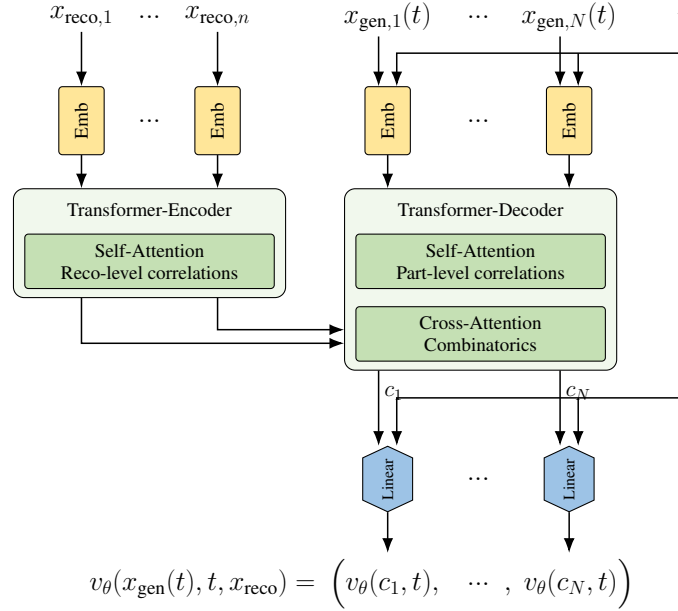 x_reco,1 ... x_reco,n x_gen,1(t) ... x_gen,N(t)
Emb ... Emb Emb ... Emb
Transformer-Encoder
Self-Attention
Reco-level correlations
Transformer-Decoder
Self-Attention
Part-level correlations
Cross-Attention
Combinatorics
c_1 c_N
Linear ... Linear
v_θ(x_gen(t), t, x_reco) = (v_θ(c_1, t), ... , v_θ(c_N, t))